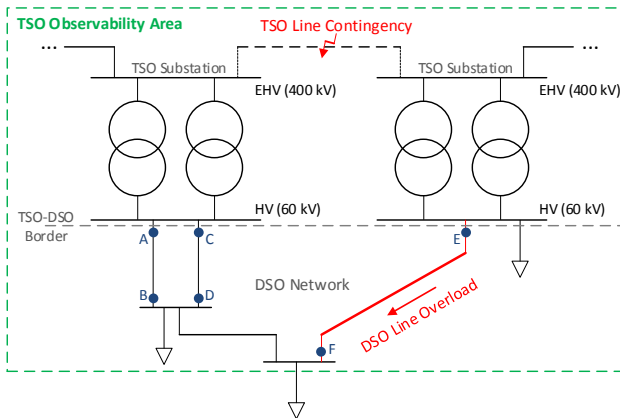 TSO Observability Area
TSO Line Contingency
...
...
TSO Substation
TSO Substation
EHV (400 kV)
EHV (400 kV)
HV (60 kV)
HV (60 kV)
TSO-DSO
Border
A
C
E
DSO Network
B
D
DSO Line Overload
F